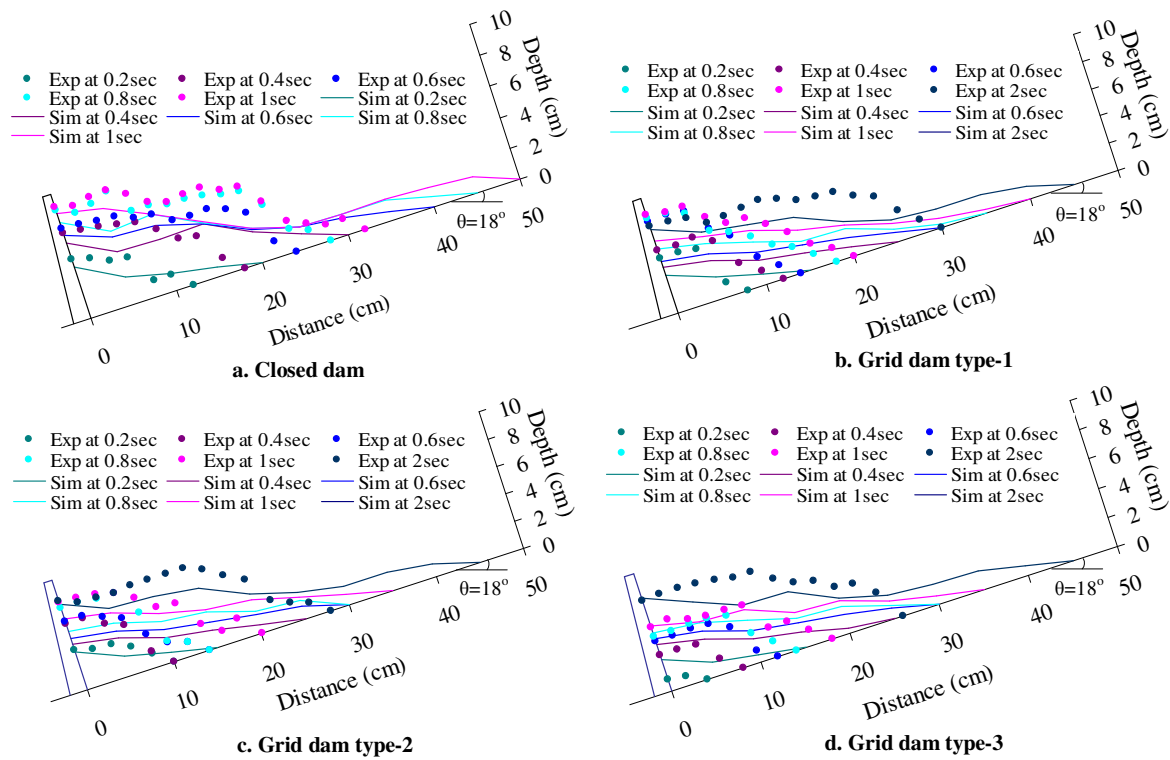 10
8
6
4
2
0
Depth (cm)
Exp at 0.2sec Exp at 0.4sec Exp at 0.6sec
Exp at 0.8sec Exp at 1sec Sim at 0.2sec
Sim at 0.4sec Sim at 0.6sec Sim at 0.8sec
Sim at 1sec
θ=18°
0
10
20
30
40
50
Distance (cm)
a. Closed dam
10
8
6
4
2
0
Depth (cm)
Exp at 0.2sec Exp at 0.4sec Exp at 0.6sec
Exp at 0.8sec Exp at 1sec Exp at 2sec
Sim at 0.2sec Sim at 0.4sec Sim at 0.6sec
Sim at 0.8sec Sim at 1sec Sim at 2sec
θ=18°
0
10
20
30
40
50
Distance (cm)
b. Grid dam type-1
10
8
6
4
2
0
Depth (cm)
Exp at 0.2sec Exp at 0.4sec Exp at 0.6sec
Exp at 0.8sec Exp at 1sec Exp at 2sec
Sim at 0.2sec Sim at 0.4sec Sim at 0.6sec
Sim at 0.8sec Sim at 1sec Sim at 2sec
θ=18°
0
10
20
30
40
50
Distance (cm)
c. Grid dam type-2
10
8
6
4
2
0
Depth (cm)
Exp at 0.2sec Exp at 0.4sec Exp at 0.6sec
Exp at 0.8sec Exp at 1sec Exp at 2sec
Sim at 0.2sec Sim at 0.4sec Sim at 0.6sec
Sim at 0.8sec Sim at 1sec Sim at 2sec
θ=18°
0
10
20
30
40
50
Distance (cm)
d. Grid dam type-3